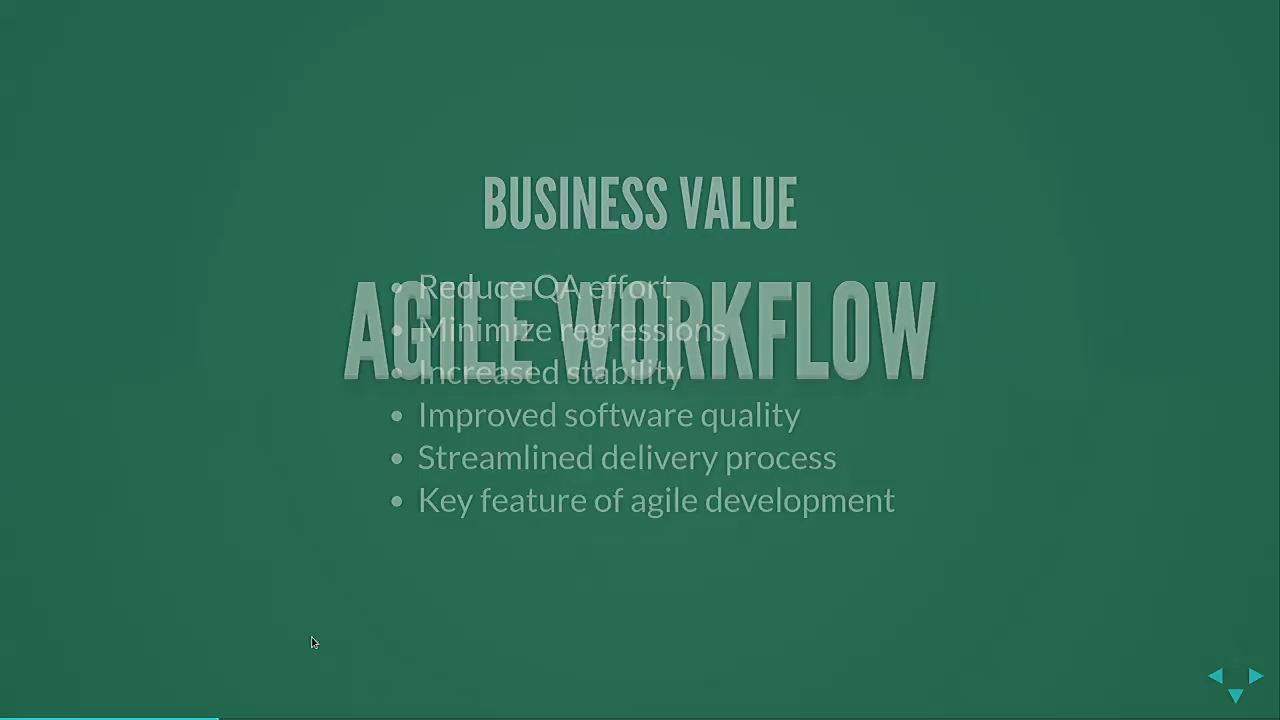 BUSINESS VALUE
AGILE WORKFLOW
Reduce QA effort
Minimize regressions
Increased stability
Improved software quality
Streamlined delivery process
Key feature of agile development